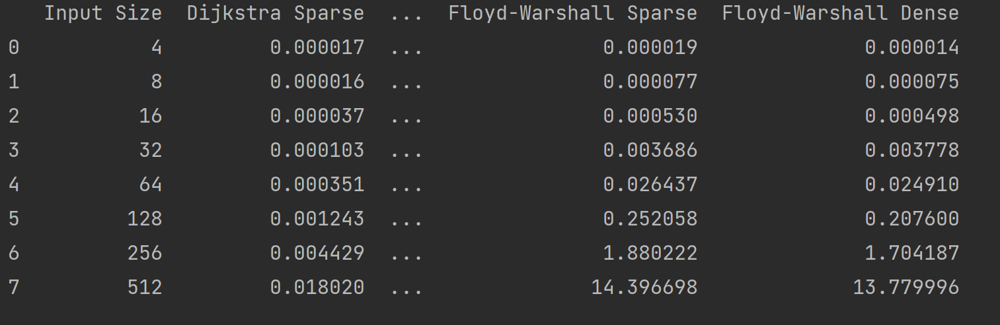 Input Size Dijkstra Sparse ... Floyd-Warshall Sparse Floyd-Warshall Dense
0 4 0.000017 ... 0.000019 0.000014
1 8 0.000016 ... 0.000077 0.000075
2 16 0.000037 ... 0.000530 0.000498
3 32 0.000103 ... 0.003686 0.003778
4 64 0.000351 ... 0.026437 0.024910
5 128 0.001243 ... 0.252058 0.207600
6 256 0.004429 ... 1.880222 1.704187
7 512 0.018020 ... 14.396698 13.779996